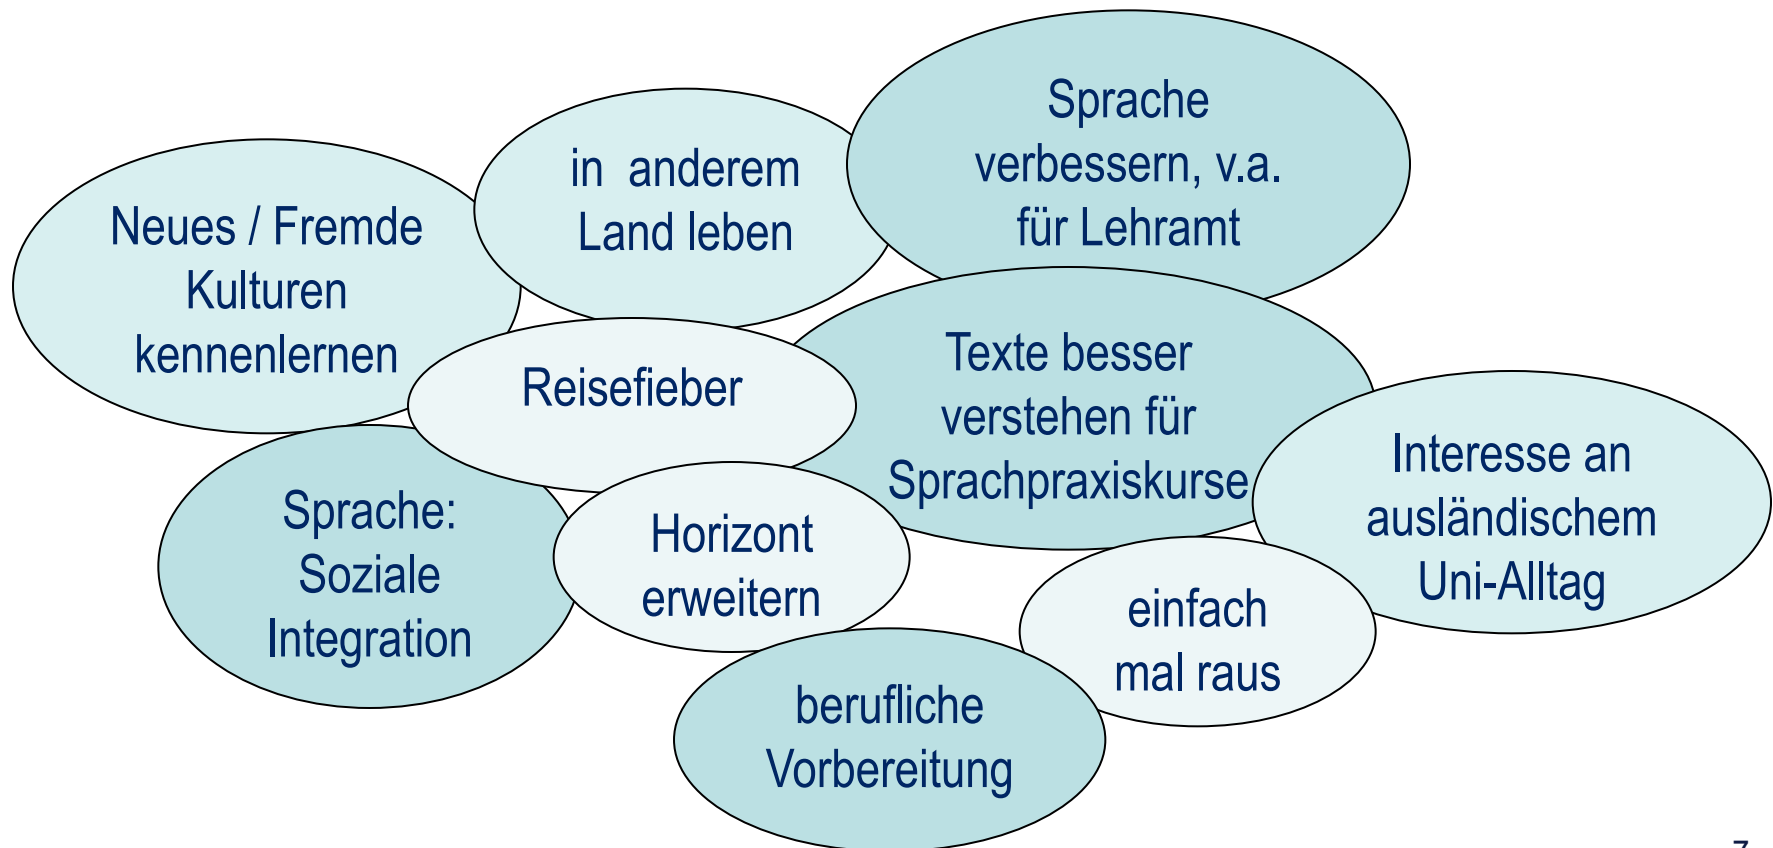 Sprache
verbessern, v.a.
für Lehramt
in anderem
Land leben
Neues / Fremde
Kulturen
kennenlernen
Reisefieber
Texte besser
verstehen für
Sprachpraxiskurse
Interesse an
ausländischem
Uni-Alltag
Sprache:
Soziale
Integration
Horizont
erweitern
einfach
mal raus
berufliche
Vorbereitung
7